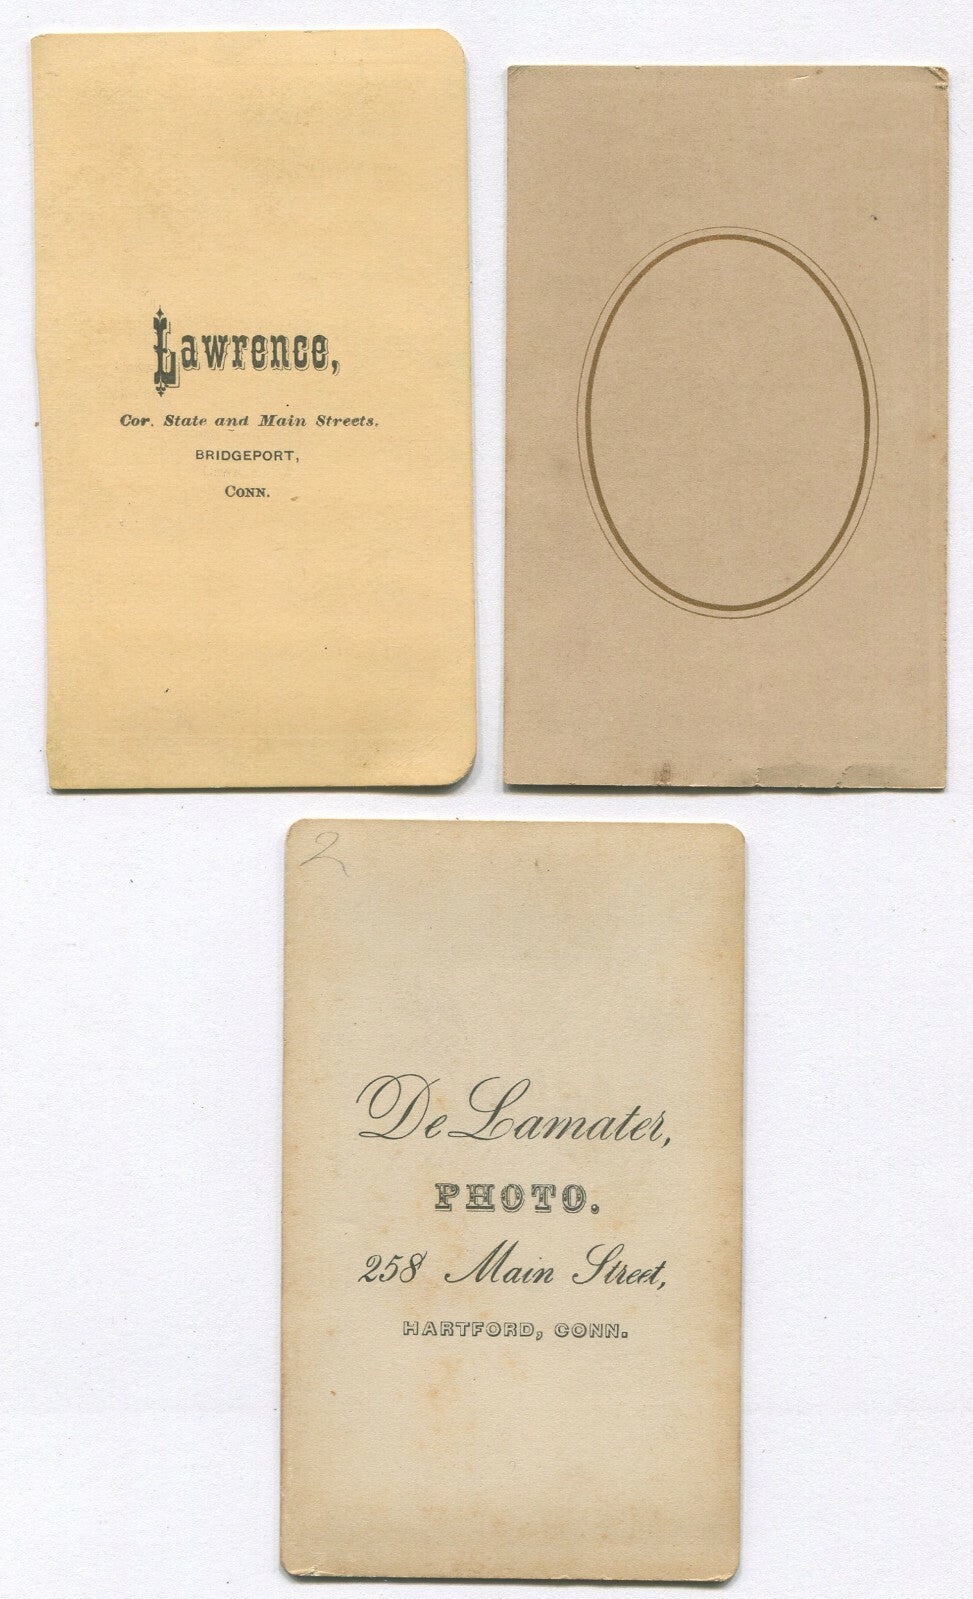 Lawrence,
Cor. State and Main Streets.
BRIDGEPORT,
CONN.
2
De Lamater,
PHOTO.
258 Main Street,
HARTFORD, CONN.